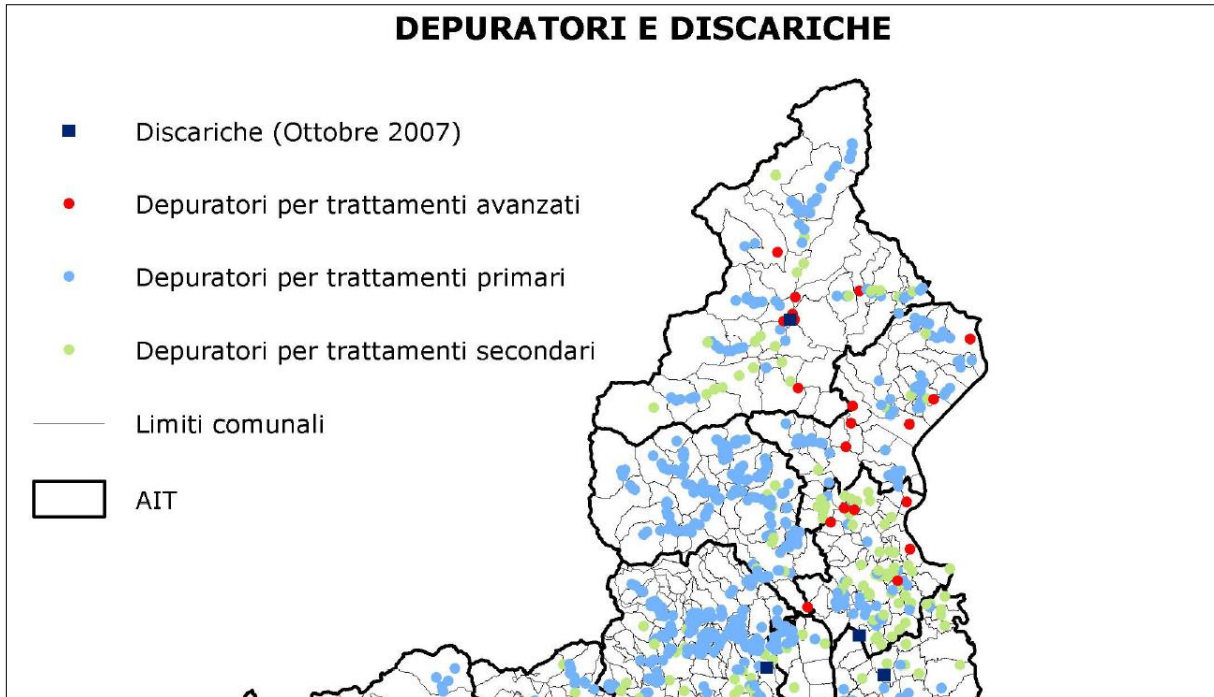 DEPURATORI E DISCARICHE
Discariche (Ottobre 2007)
Depuratori per trattamenti avanzati
Depuratori per trattamenti primari
Depuratori per trattamenti secondari
Limiti comunali
AIT